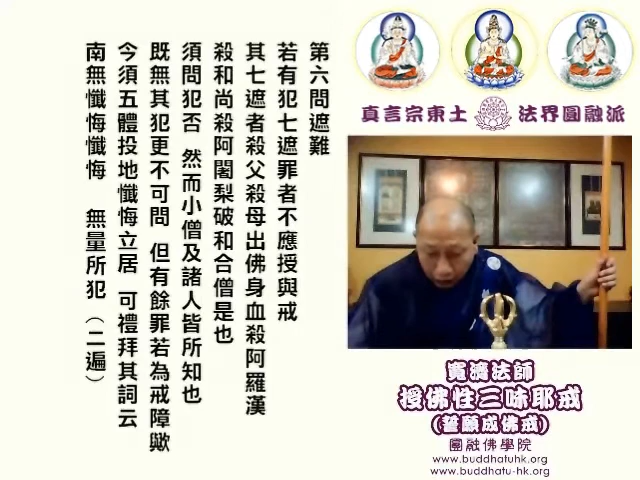 第六問遮難
若有犯七遮罪者不應授與戒
其七遮者殺父殺母出佛身血殺阿羅漢
殺和尚殺阿闍梨破和合僧是也
須問犯否 然而小僧及諸人皆所知也
既無其犯更不可問 但有餘罪若為戒障歟
今須五體投地懺悔立居 可禮拜其詞云
南無懺悔懺悔 無量所犯（二遍）
真言宗東土 法界圓融派
寬濟法師
授佛性三昧耶戒
(誓願成佛戒)
圓融佛學院
www.buddhatuhk.org
www.buddhatu-hk.org